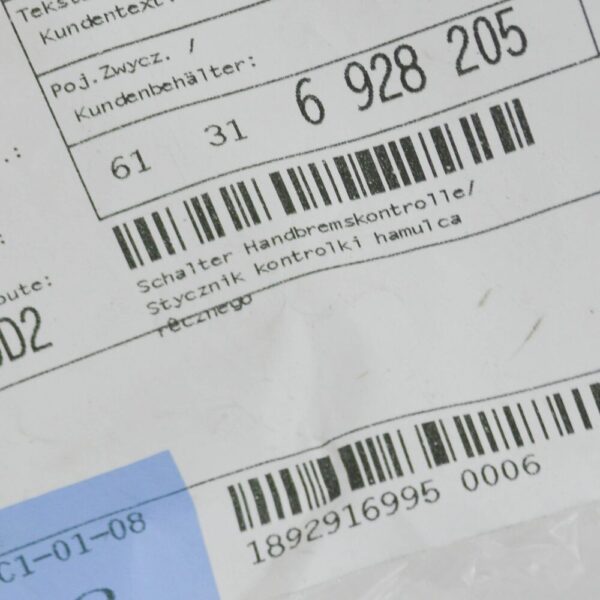 Kundentext
Poj.Zwycz. /
Kundenbehälter:
61 31 6 928 205
Schalter Handbremskontrolle/
Stycznik kontrolki hamulca
ręcznego
D2
1892916995 0006
C1-01-08